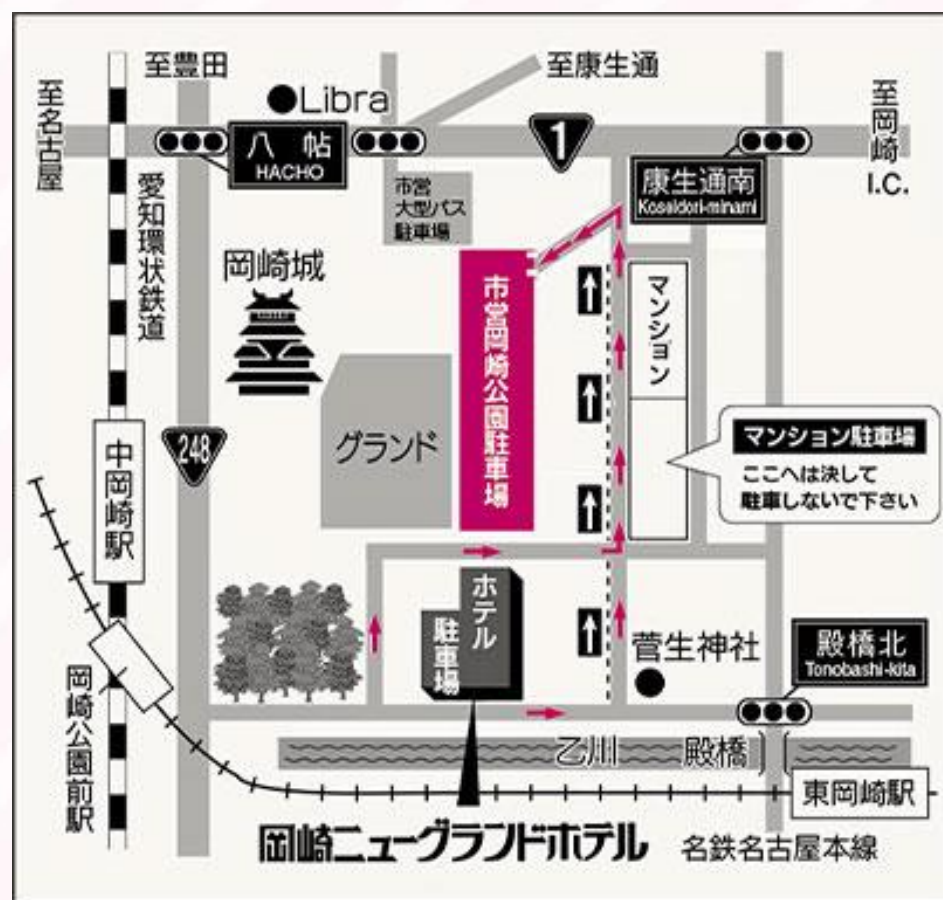 至豊田
Libra
至康生通
至名古屋
至岡崎
I.C.
八帖
HACHO
1
康生通南
Koseidori-minami
愛知環状鉄道
市営
大型バス
駐車場
岡崎城
市営岡崎公園駐車場
マンション
グランド
248
マンション駐車場
ここへは決して
駐車しないで下さい
中岡崎駅
ホテル
駐車場
菅生神社
殿橋北
Tonobashi-kita
岡崎公園前駅
乙川
殿橋
東岡崎駅
岡崎ニューグランドホテル
名鉄名古屋本線